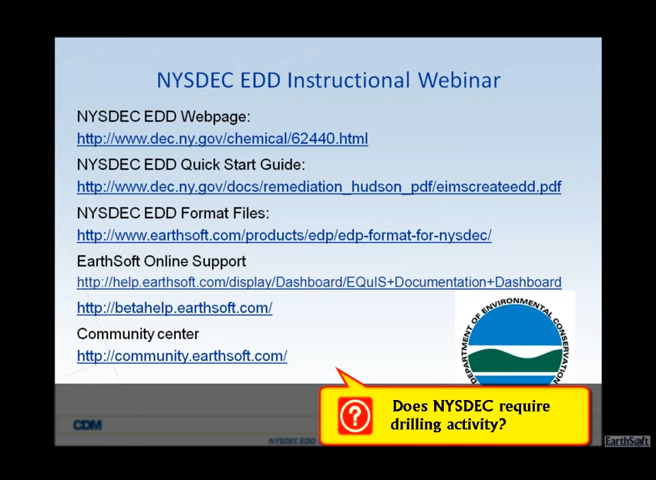 NYSDEC EDD Instructional Webinar
NYSDEC EDD Webpage:
http://www.dec.ny.gov/chemical/62440.html
NYSDEC EDD Quick Start Guide:
http://www.dec.ny.gov/docs/remediation_hudson_pdf/eimscreateedd.pdf
NYSDEC EDD Format Files:
http://www.earthsoft.com/products/edp/edp-format-for-nysdec/
EarthSoft Online Support
http://help.earthsoft.com/display/Dashboard/EQuIS+Documentation+Dashboard
http://betahelp.earthsoft.com/
Community center
http://community.earthsoft.com/
DEPARTMENT OF ENVIRONMENTAL CONSERVATION
Does NYSDEC require
drilling activity?
CDM
NYSDEC EDD
EarthSoft